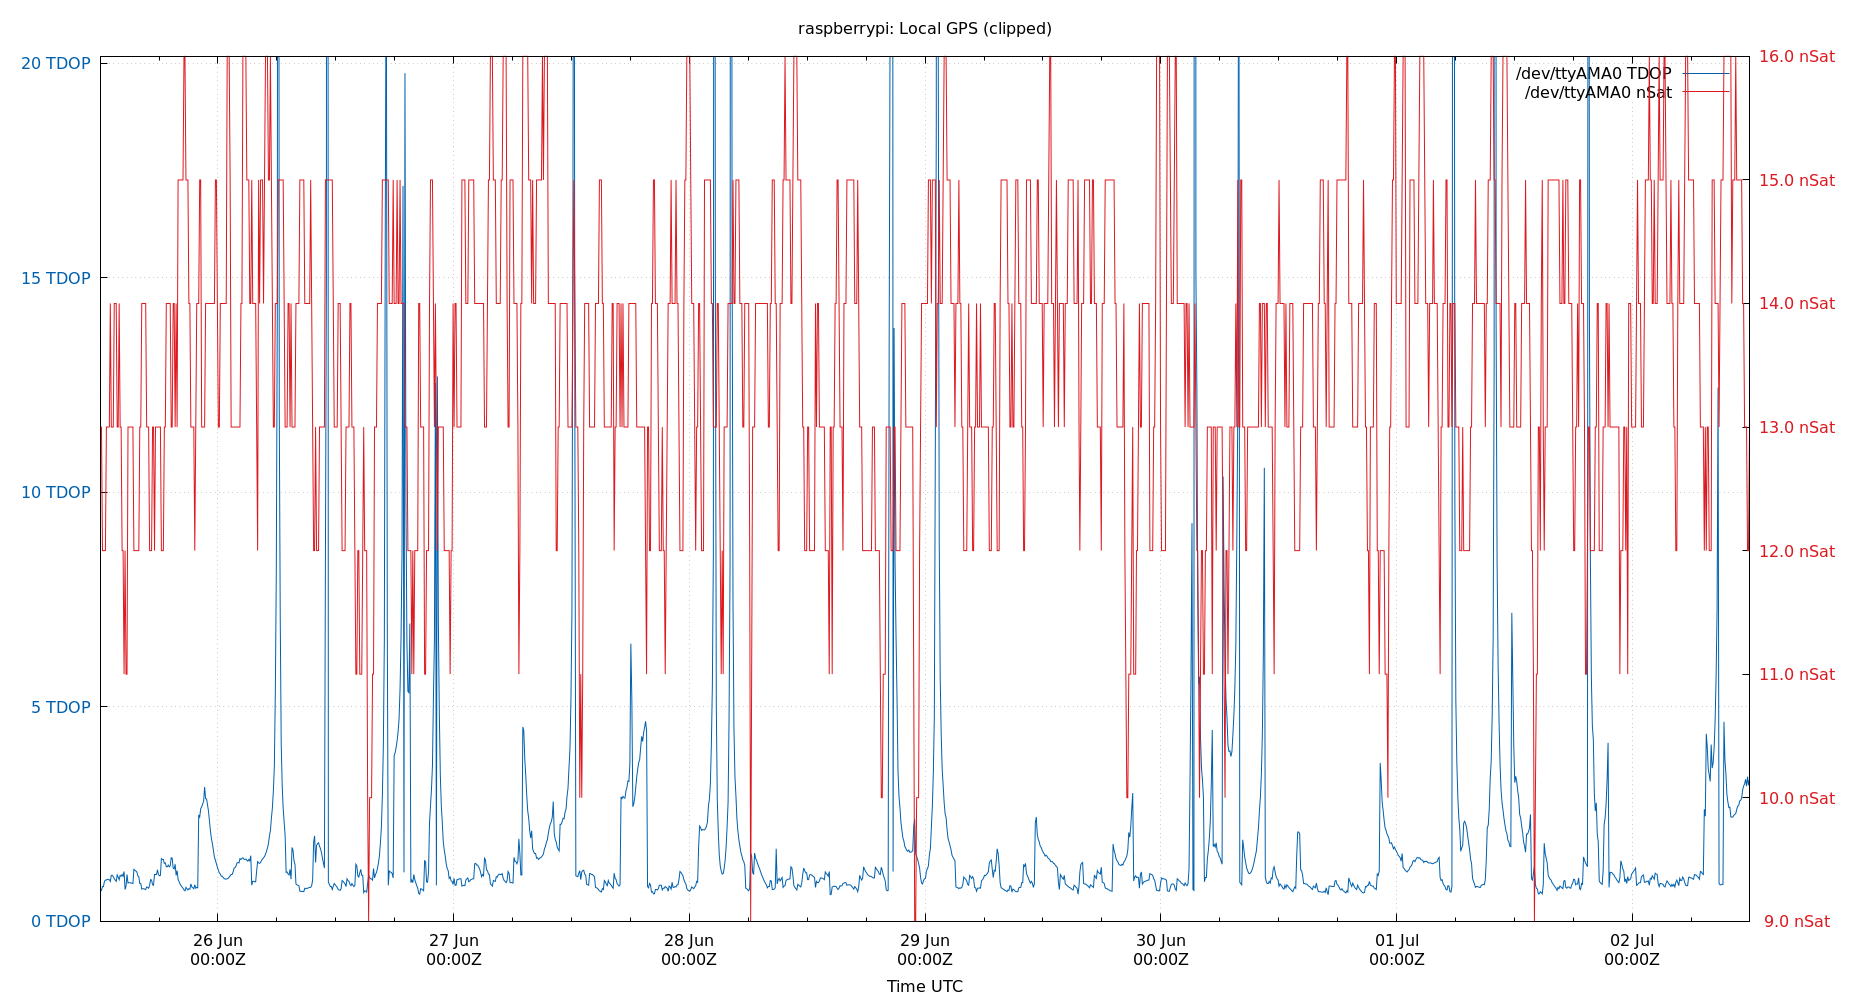 raspberrypi: Local GPS (clipped)
20 TDOP
15 TDOP
10 TDOP
5 TDOP
0 TDOP
16.0 nSat
15.0 nSat
14.0 nSat
13.0 nSat
12.0 nSat
11.0 nSat
10.0 nSat
9.0 nSat
/dev/ttyAMA0 TDOP
/dev/ttyAMA0 nSat
26 Jun
00:00Z
27 Jun
00:00Z
28 Jun
00:00Z
29 Jun
00:00Z
30 Jun
00:00Z
01 Jul
00:00Z
02 Jul
00:00Z
Time UTC